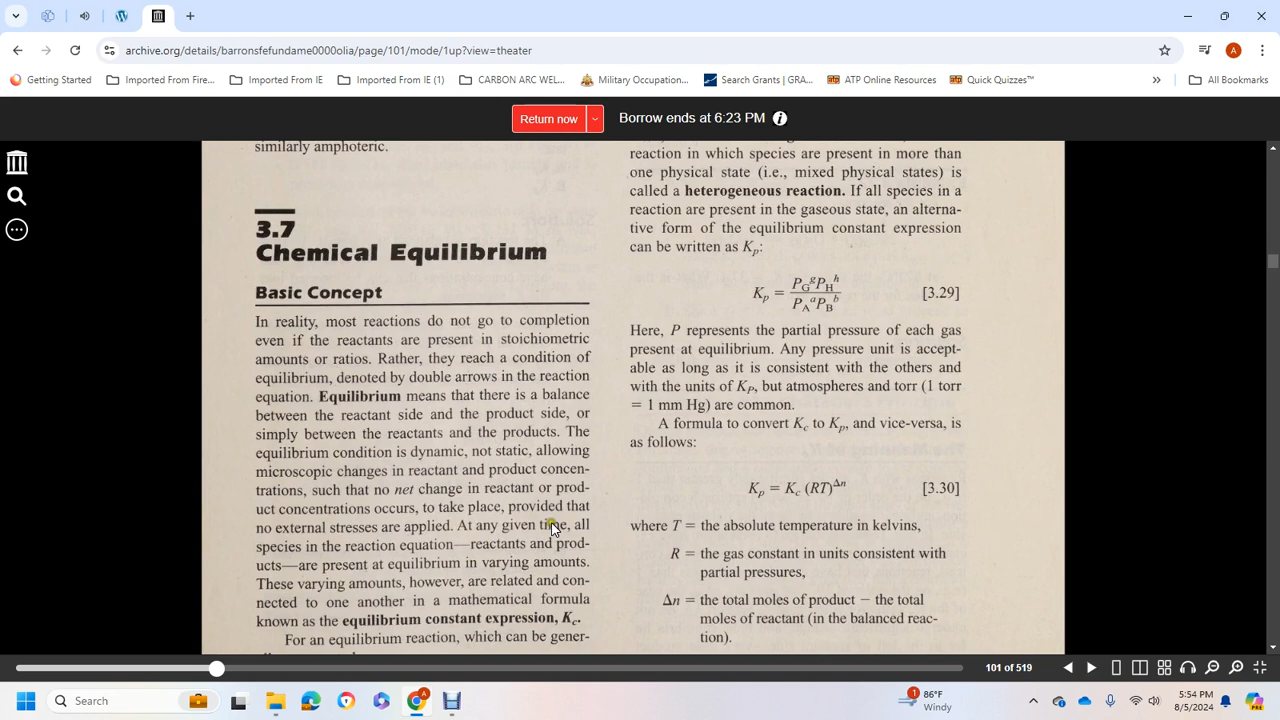 archive.org/details/barronsfefundame0000olia/page/101/mode/1up?view=theater
A
Getting Started
Imported From Fire...
Imported From IE
Imported From IE (1)
CARBON ARC WEL...
Military Occupation...
Search Grants | GRA...
ATP Online Resources
Quick Quizzes™
All Bookmarks
Return now
Borrow ends at 6:23 PM
similarly amphoteric.
3.7
Chemical Equilibrium
Basic Concept
In reality, most reactions do not go to completion
even if the reactants are present in stoichiometric
amounts or ratios. Rather, they reach a condition of
equilibrium, denoted by double arrows in the reaction
equation. Equilibrium means that there is a balance
between the reactant side and the product side, or
simply between the reactants and the products. The
equilibrium condition is dynamic, not static, allowing
microscopic changes in reactant and product concen-
trations, such that no net change in reactant or prod-
uct concentrations occurs, to take place, provided that
no external stresses are applied. At any given time, all
species in the reaction equation—reactants and prod-
ucts—are present at equilibrium in varying amounts.
These varying amounts, however, are related and con-
nected to one another in a mathematical formula
known as the equilibrium constant expression, Kc.
For an equilibrium reaction, which can be gener-
reaction in which species are present in more than
one physical state (i.e., mixed physical states) is
called a heterogeneous reaction. If all species in a
reaction are present in the gaseous state, an alterna-
tive form of the equilibrium constant expression
can be written as Kp:
Kp = PG^g PH^h / PA^a PB^b [3.29]
Here, P represents the partial pressure of each gas
present at equilibrium. Any pressure unit is accept-
able as long as it is consistent with the others and
with the units of KP, but atmospheres and torr (1 torr
= 1 mm Hg) are common.
A formula to convert Kc to Kp, and vice-versa, is
as follows:
Kp = Kc (RT)^Δn [3.30]
where T = the absolute temperature in kelvins,
R = the gas constant in units consistent with
partial pressures,
Δn = the total moles of product − the total
moles of reactant (in the balanced reac-
tion).
101 of 519
Search
1
86°F
Windy
5:54 PM
8/5/2024